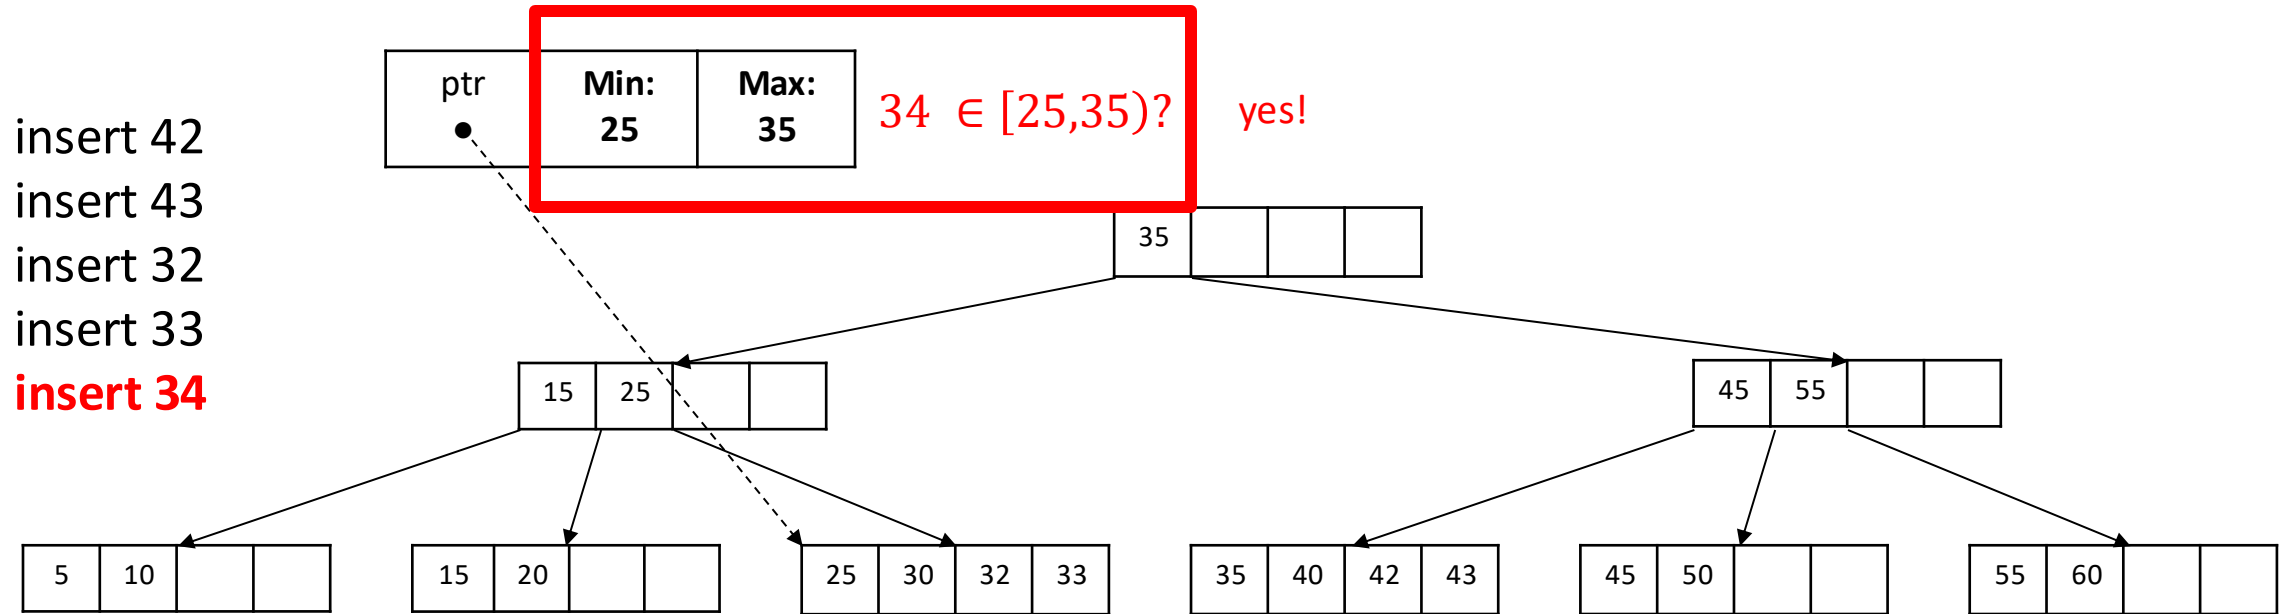 insert 42
insert 43
insert 32
insert 33
insert 34
ptr
Min:
25
Max:
35
34 ∈ [25,35)?
yes!
35
15 25
45 55
5 10
15 20
25 30 32 33
35 40 42 43
45 50
55 60